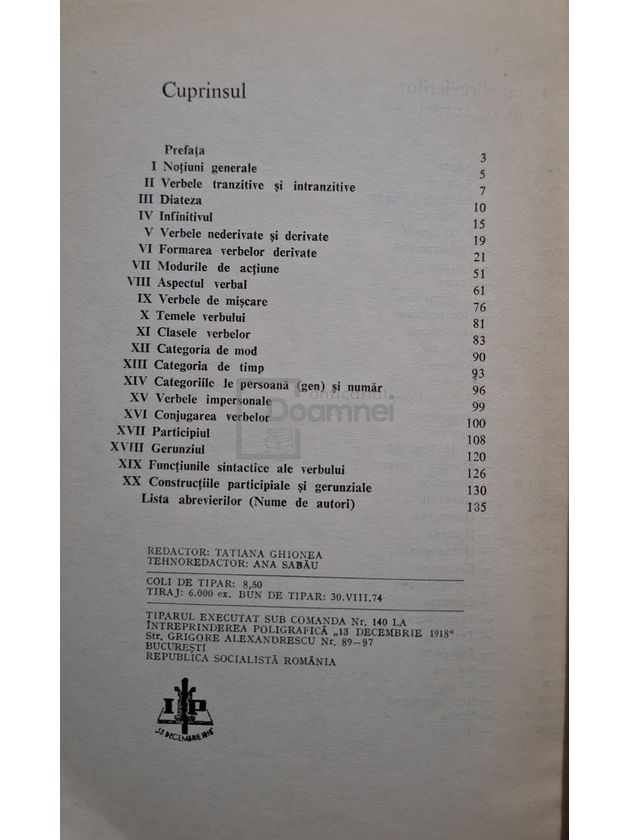 Cuprinsul
Prefața 3
I Noțiuni generale 5
II Verbele tranzitive și intranzitive 7
III Diateza 10
IV Infinitivul 15
V Verbele nederivate și derivate 19
VI Formarea verbelor derivate 21
VII Modurile de acțiune 51
VIII Aspectul verbal 61
IX Verbele de mișcare 76
X Temele verbului 81
XI Clasele verbelor 83
XII Categoria de mod 90
XIII Categoria de timp 93
XIV Categoriile de persoană (gen) și număr 96
XV Verbele impersonale 99
XVI Conjugarea verbelor 100
XVII Participiul 108
XVIII Gerunziul 120
XIX Funcțiunile sintactice ale verbului 126
XX Construcțiile participiale și gerunziale 130
Lista abrevierilor (Nume de autori) 135
anticariat
Doamnei
REDACTOR: TATIANA GHIONEA
TEHNOREDACTOR: ANA SABĂU
COLI DE TIPAR: 8,50
TIRAJ: 6.000 ex. BUN DE TIPAR: 30.VIII.74
TIPARUL EXECUTAT SUB COMANDA Nr. 140 LA
ÎNTREPRINDEREA POLIGRAFICĂ „13 DECEMBRIE 1918"
Str. GRIGORE ALEXANDRESCU Nr. 89–97
BUCUREȘTI
REPUBLICA SOCIALISTĂ ROMÂNIA
I P
„13 DECEMBRIE 1918"